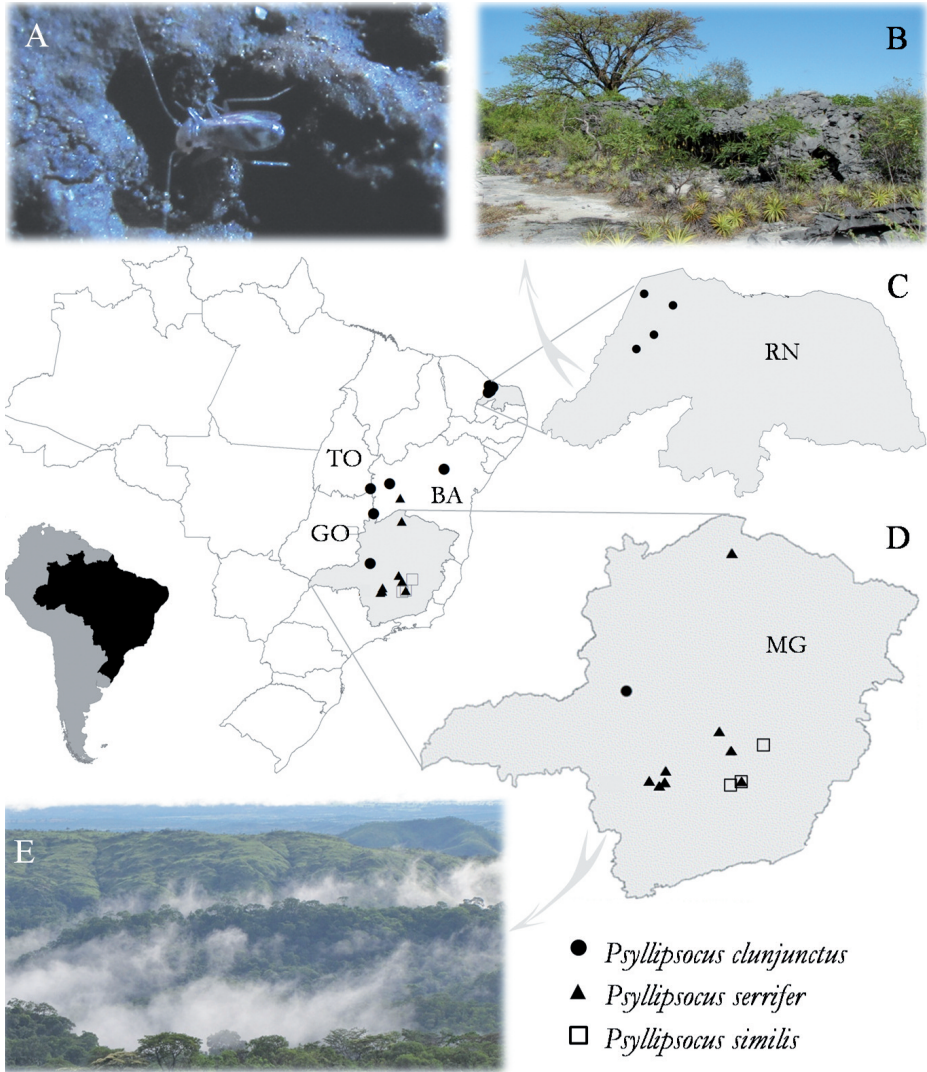 A
B
C
RN
TO
BA
GO
D
MG
E
Psyllipsocus clunjunctus
Psyllipsocus serrifer
Psyllipsocus similis